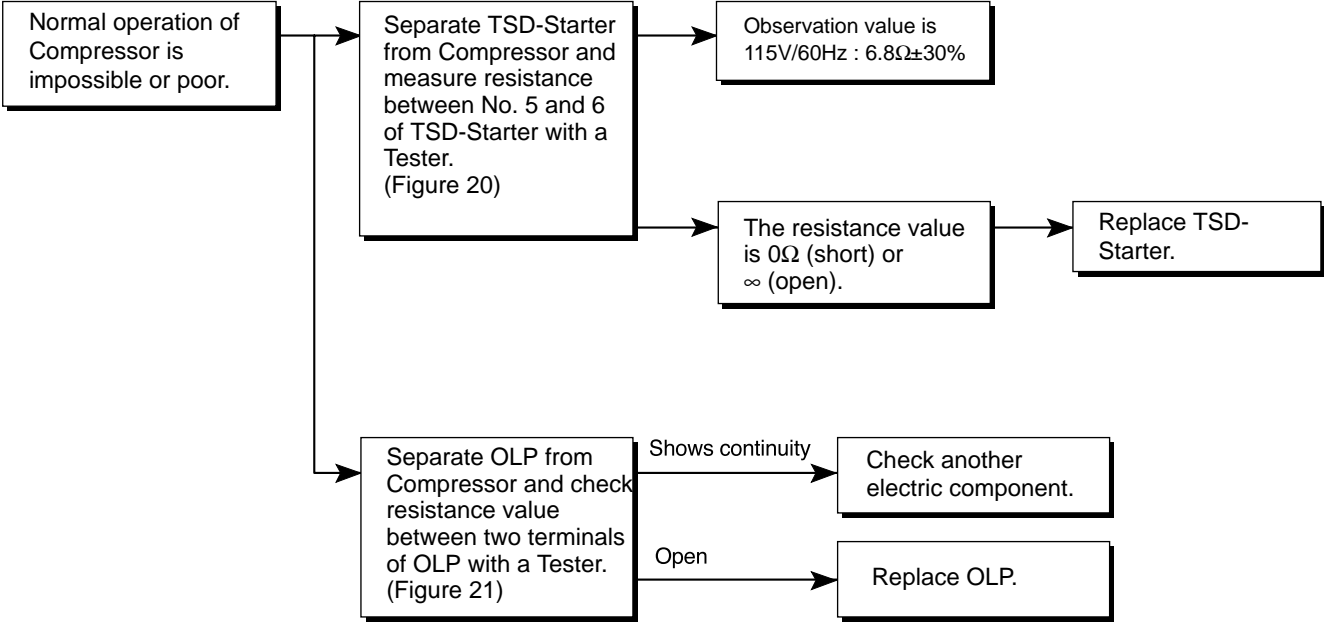 Normal operation of
Compressor is
impossible or poor.
Separate TSD-Starter
from Compressor and
measure resistance
between No. 5 and 6
of TSD-Starter with a
Tester.
(Figure 20)
Observation value is
115V/60Hz : 6.8Ω±30%
The resistance value
is 0Ω (short) or
∞ (open).
Replace TSD-
Starter.
Separate OLP from
Compressor and check
resistance value
between two terminals
of OLP with a Tester.
(Figure 21)
Shows continuity
Check another
electric component.
Open
Replace OLP.